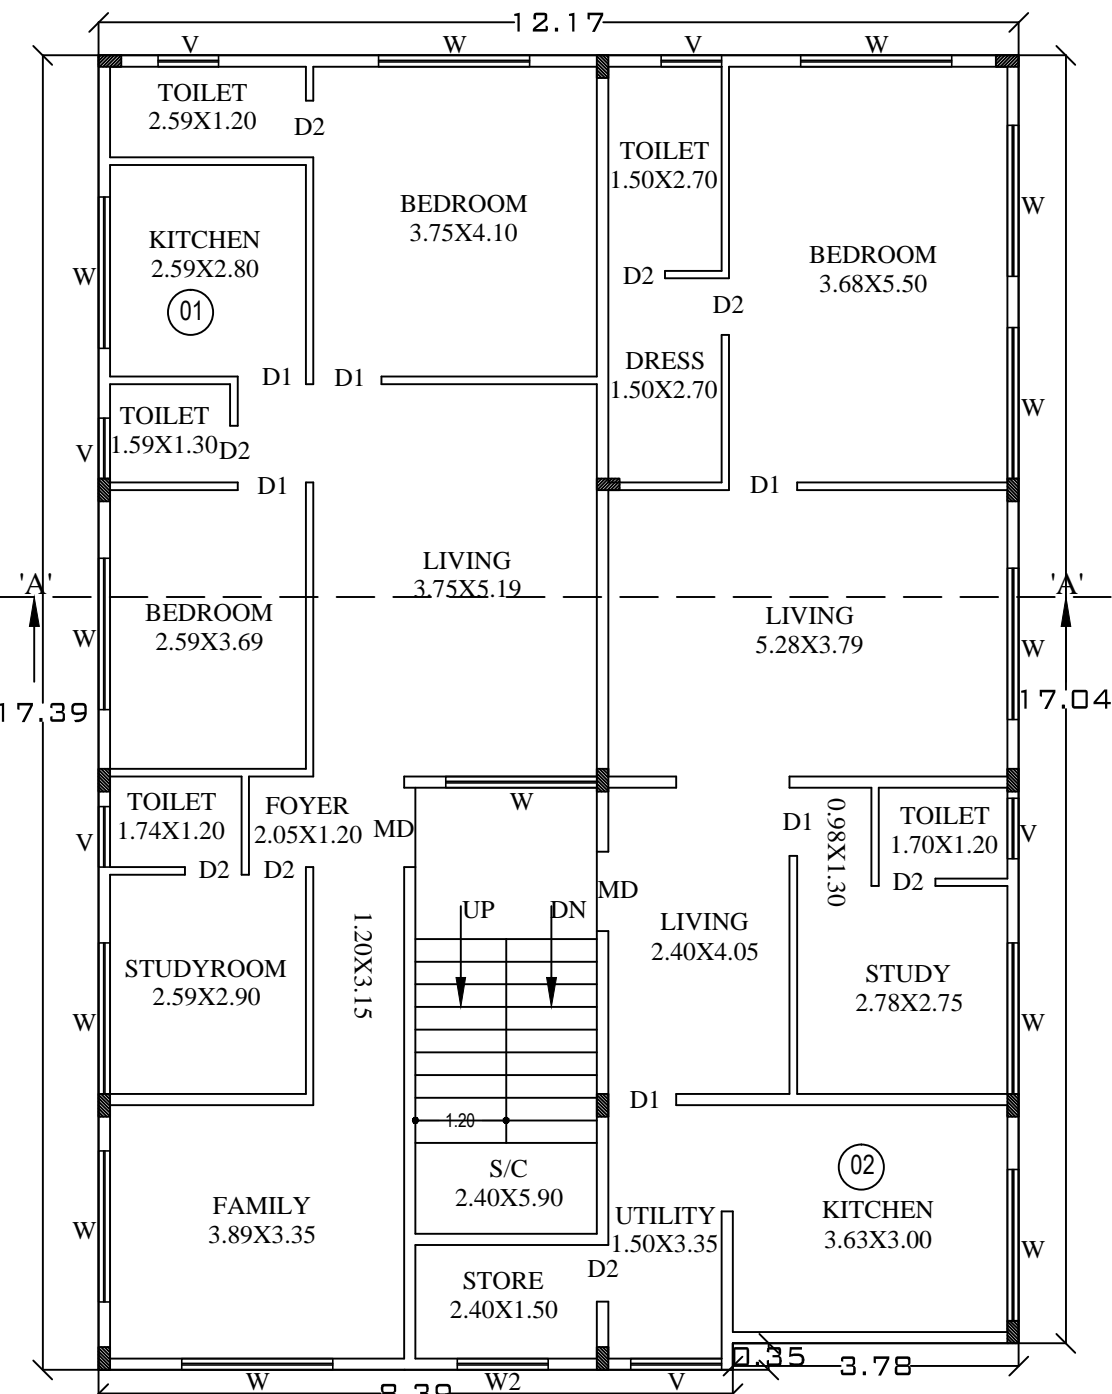 12.17
V
W
V
W
TOILET
2.59X1.20
D2
TOILET
1.50X2.70
BEDROOM
3.75X4.10
W
KITCHEN
2.59X2.80
BEDROOM
3.68X5.50
W
D2
D2
01
DRESS
1.50X2.70
D1
D1
W
TOILET
1.59X1.30
V
D2
D1
D1
LIVING
3.75X5.19
'A'
'A'
BEDROOM
2.59X3.69
LIVING
5.28X3.79
W
W
17.39
17.04
TOILET
1.74X1.20
FOYER
2.05X1.20
W
MD
D1
0.98X1.30
TOILET
1.70X1.20
V
V
D2
D2
D2
MD
UP
DN
LIVING
2.40X4.05
1.20X3.15
STUDYROOM
2.59X2.90
STUDY
2.78X2.75
W
W
D1
1.20
S/C
2.40X5.90
02
KITCHEN
3.63X3.00
FAMILY
3.89X3.35
UTILITY
1.50X3.35
W
W
D2
STORE
2.40X1.50
0.35
3.78
W
8.39
W2
V